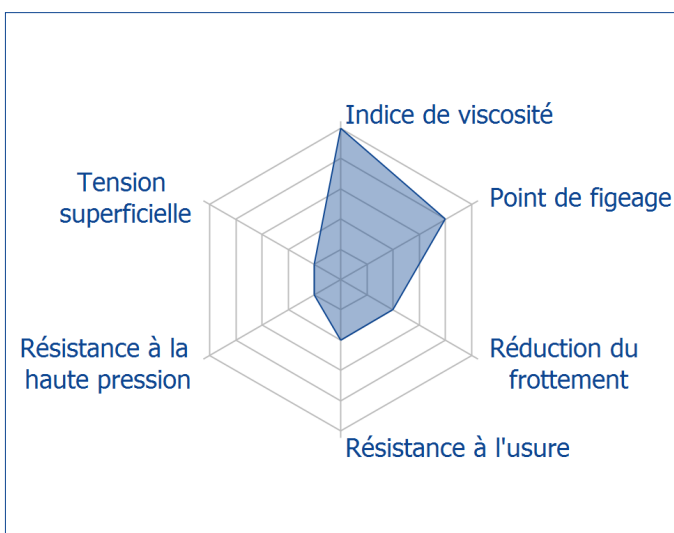 Indice de viscosité
Tension
superficielle
Point de figeage
Résistance à la
haute pression
Réduction du
frottement
Résistance à l'usure